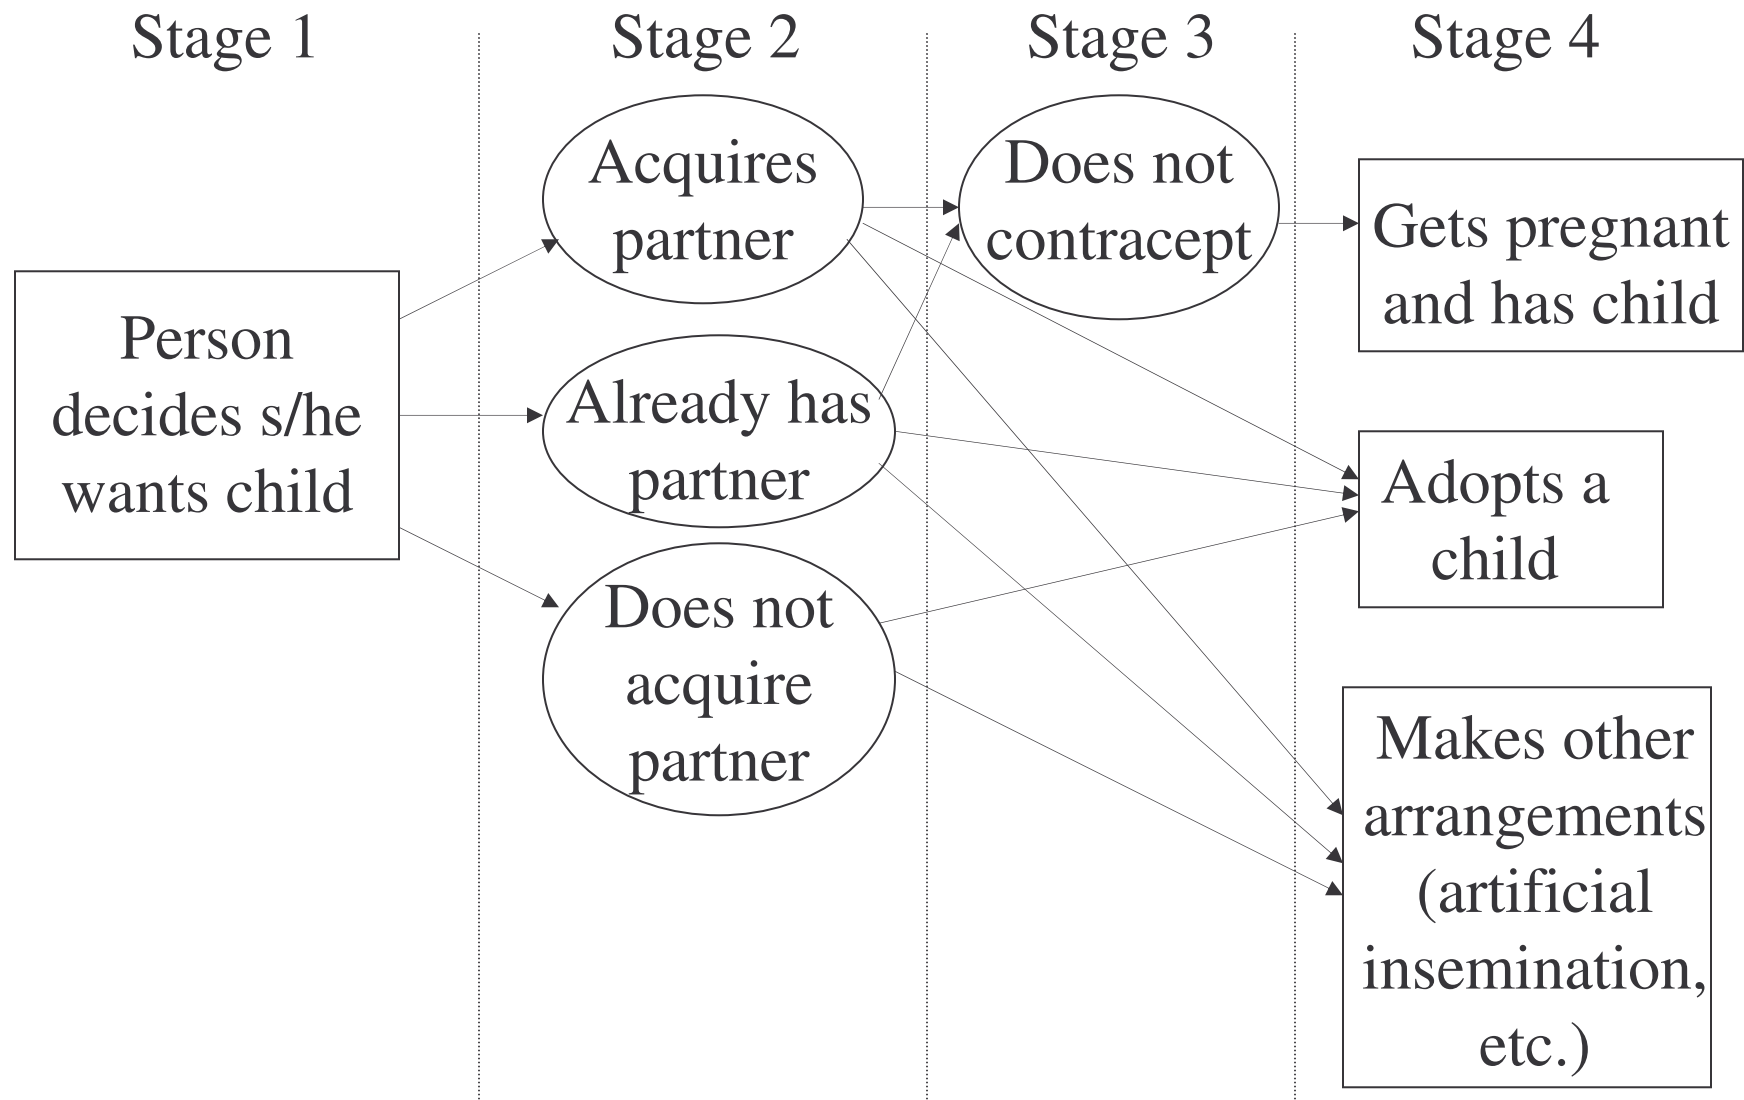 Stage 1
Stage 2
Stage 3
Stage 4
Person
decides s/he
wants child
Acquires
partner
Already has
partner
Does not
acquire
partner
Does not
contracept
Gets pregnant
and has child
Adopts a
child
Makes other
arrangements
(artificial
insemination,
etc.)